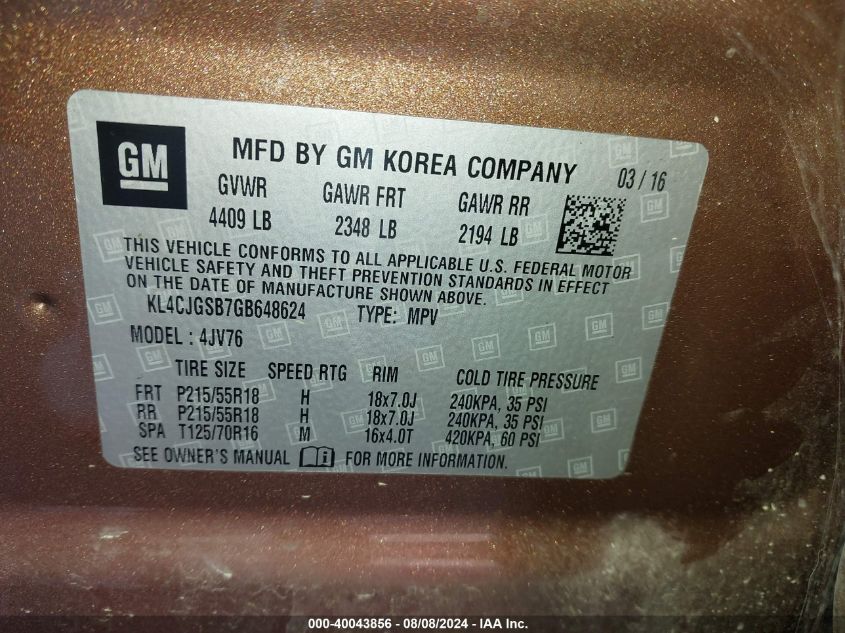 GM
MFD BY GM KOREA COMPANY 03 / 16
GVWR GAWR FRT GAWR RR
4409 LB 2348 LB 2194 LB
THIS VEHICLE CONFORMS TO ALL APPLICABLE U.S. FEDERAL MOTOR
VEHICLE SAFETY AND THEFT PREVENTION STANDARDS IN EFFECT
ON THE DATE OF MANUFACTURE SHOWN ABOVE.
KL4CJGSB7GB648624 TYPE: MPV
MODEL : 4JV76
TIRE SIZE SPEED RTG RIM COLD TIRE PRESSURE
FRT P215/55R18 H 18x7.0J 240KPA, 35 PSI
RR P215/55R18 H 18x7.0J 240KPA, 35 PSI
SPA T125/70R16 M 16x4.0T 420KPA, 60 PSI
SEE OWNER'S MANUAL i FOR MORE INFORMATION.
000-40043856 - 08/08/2024 - IAA Inc.